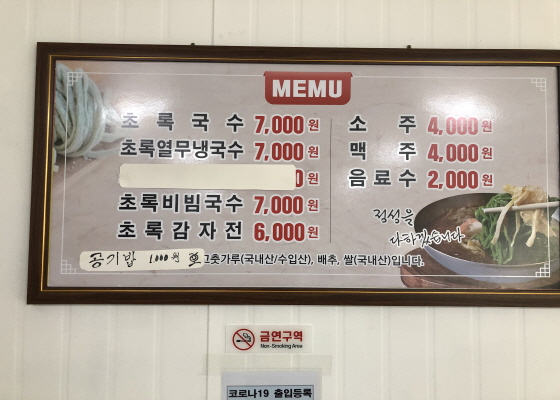 MEMU
초록국수 7,000원
초록열무냉국수 7,000원
원
초록비빔국수 7,000원
초록감자전 6,000원
소주 4,000원
맥주 4,000원
음료수 2,000원
정성을
다하겠습니다
공기밥 1000원
그춧가루(국내산/수입산), 배추, 쌀(국내산)입니다.
금연구역
Non-Smoking Area
코로나19 출입등록